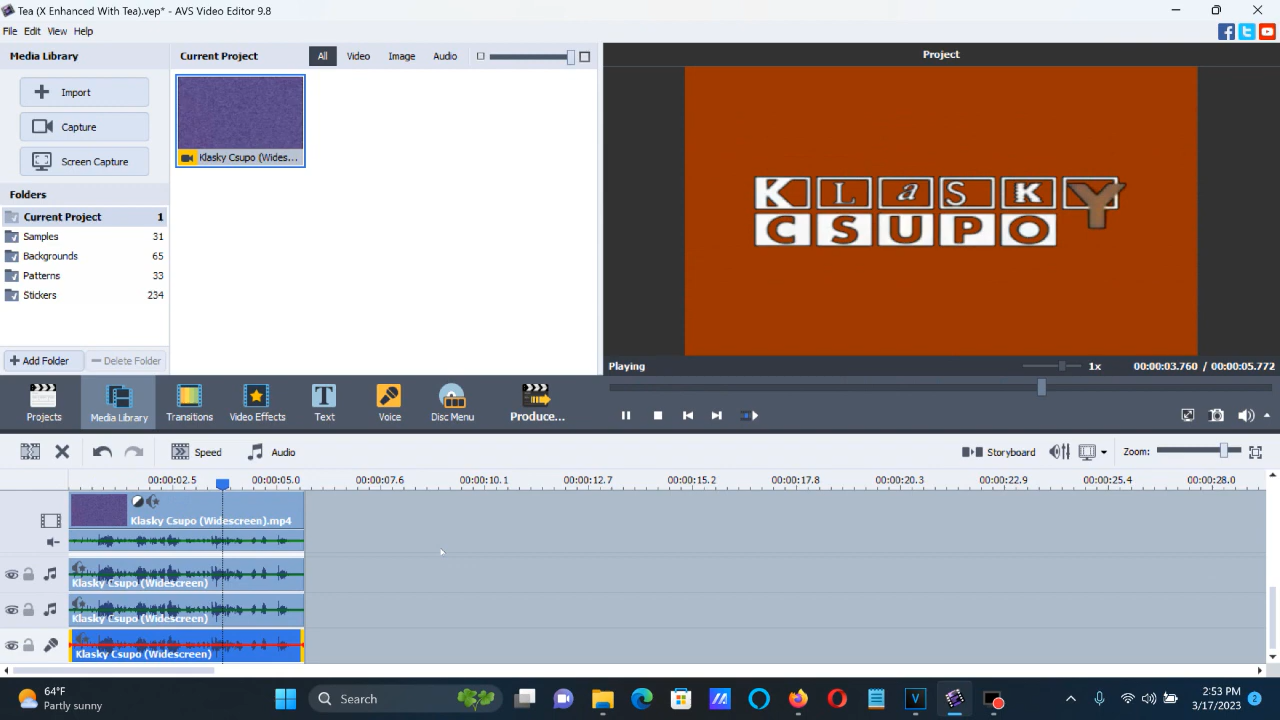 Tea (X Enhanced With Tea).vep* - AVS Video Editor 9.8
File Edit View Help
Media Library
Current Project
All
Video
Image
Audio
Project
Import
Capture
Screen Capture
Klasky Csupo (Wides...
Folders
Current Project 1
Samples 31
Backgrounds 65
Patterns 33
Stickers 234
KLaSKY
CSUPO
Add Folder
Delete Folder
Playing
1x
00:00:03.760 / 00:00:05.772
Projects
Media Library
Transitions
Video Effects
Text
Voice
Disc Menu
Produce...
Speed
Audio
Storyboard
Zoom:
00:00:02.5 00:00:05.0 00:00:07.6 00:00:10.1 00:00:12.7 00:00:15.2 00:00:17.8 00:00:20.3 00:00:22.9 00:00:25.4 00:00:28.0
Klasky Csupo (Widescreen).mp4
Klasky Csupo (Widescreen)
Klasky Csupo (Widescreen)
Klasky Csupo (Widescreen)
64°F
Partly sunny
Search
2:53 PM
3/17/2023
2